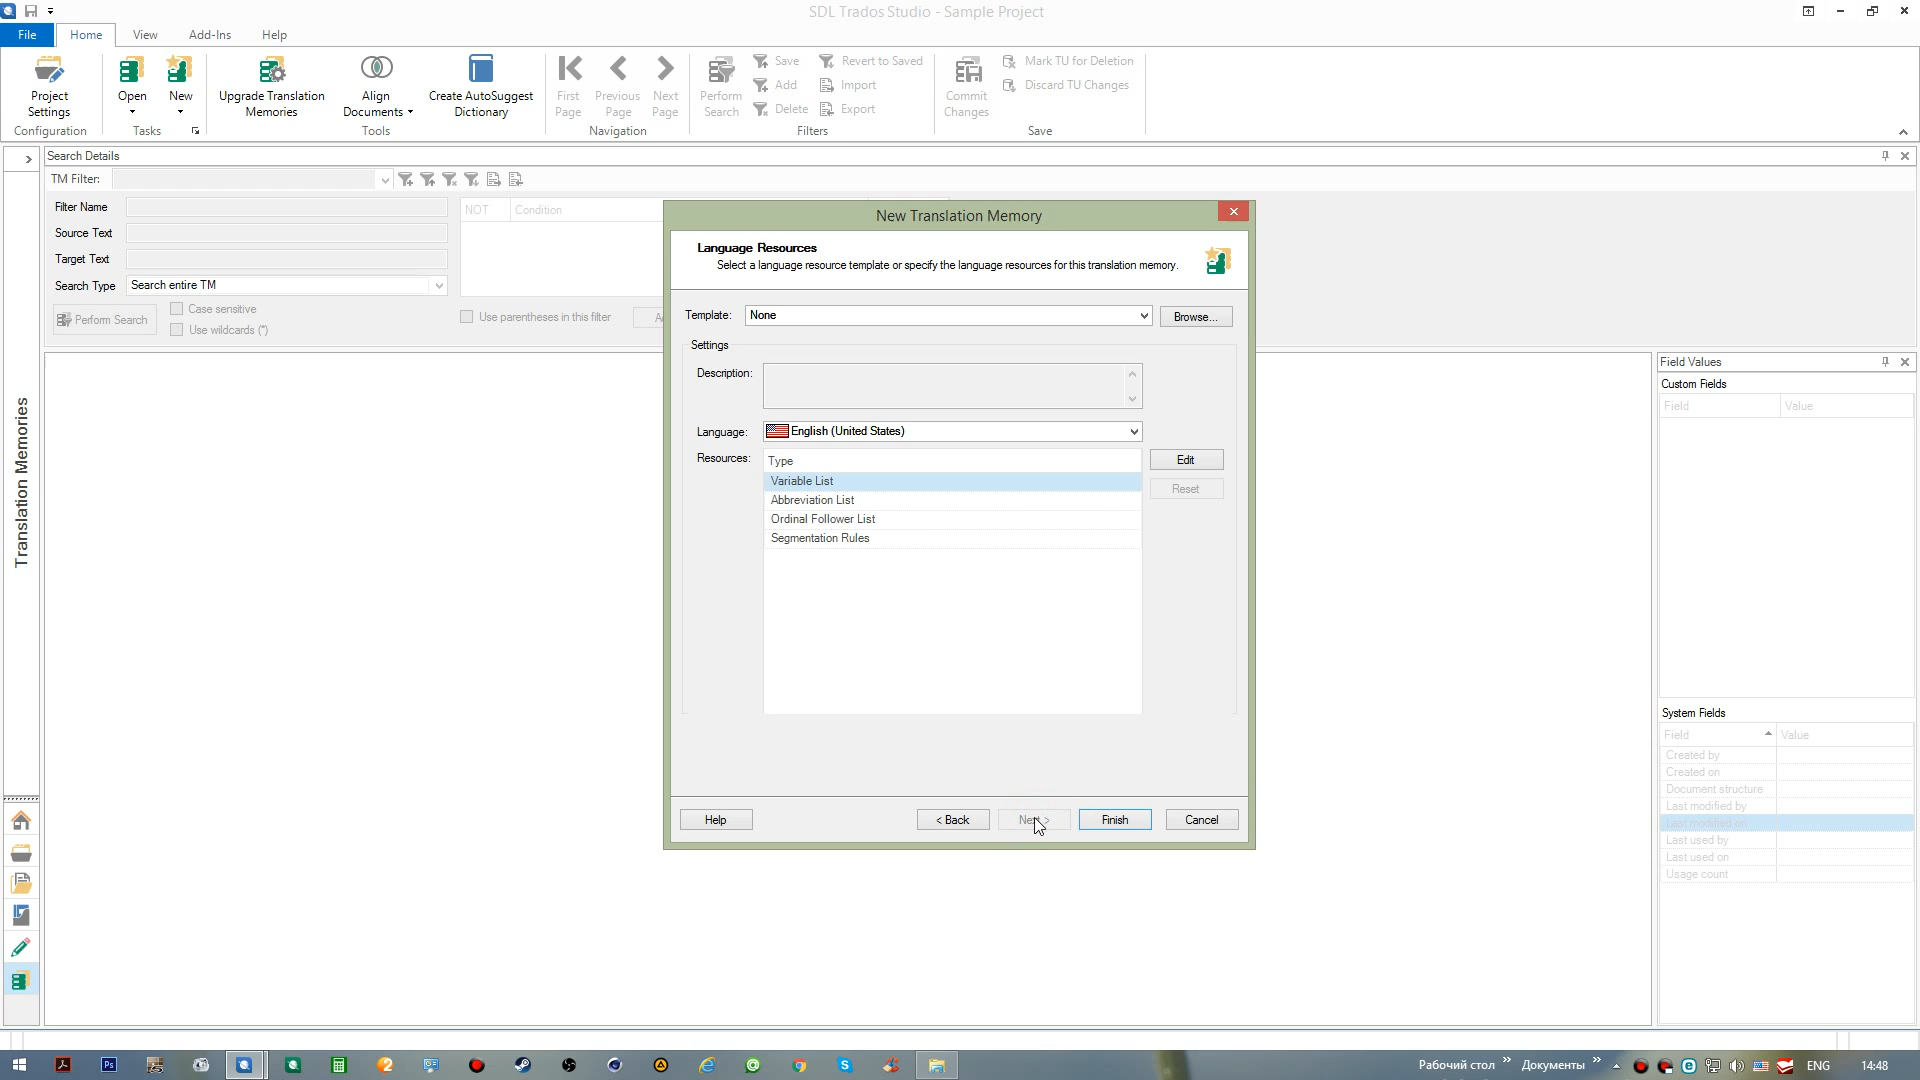 SDL Trados Studio - Sample Project
File
Home
View
Add-Ins
Help
Project Settings
Open
New
Upgrade Translation Memories
Align Documents
Create AutoSuggest Dictionary
First Page
Previous Page
Next Page
Perform Search
Save
Add
Delete
Revert to Saved
Import
Export
Commit Changes
Mark TU for Deletion
Discard TU Changes
Configuration
Tasks
Tools
Navigation
Filters
Save
Search Details
TM Filter:
Filter Name
Source Text
Target Text
Search Type
Search entire TM
Perform Search
Case sensitive
Use wildcards (*)
NOT
Condition
Use parentheses in this filter
Translation Memories
New Translation Memory
Language Resources
Select a language resource template or specify the language resources for this translation memory.
Template:
None
Browse...
Settings
Description:
Language:
English (United States)
Resources:
Type
Variable List
Abbreviation List
Ordinal Follower List
Segmentation Rules
Edit
Reset
Help
< Back
Next >
Finish
Cancel
Field Values
Custom Fields
Field
Value
System Fields
Field
Value
Created by
Created on
Document structure
Last modified by
Last modified on
Last used by
Last used on
Usage count
Рабочий стол
Документы
ENG
14:48